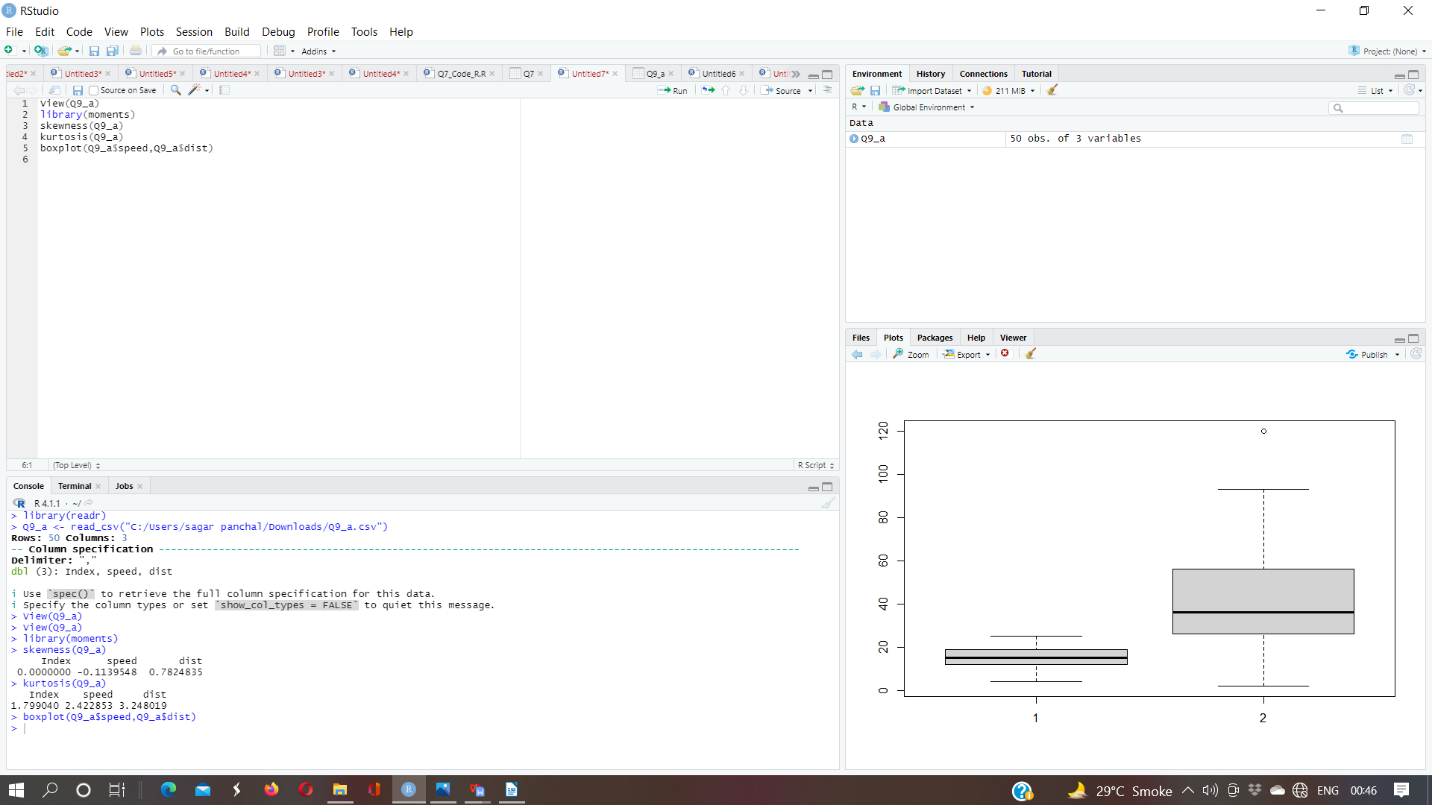 RStudio
File Edit Code View Plots Session Build Debug Profile Tools Help
Go to file/function Addins Project: (None)
tled2* Untitled3* Untitled5* Untitled4* Untitled3* Untitled4* Q7_Code_R.R Q7 Untitled7* Q9_a Untitled6 Unti
Source on Save Run Source
1 View(Q9_a)
2 library(moments)
3 skewness(Q9_a)
4 kurtosis(Q9_a)
5 boxplot(Q9_a$speed,Q9_a$dist)
6
6:1 (Top Level) R Script
Console Terminal Jobs
R 4.1.1 · ~/
> library(readr)
> Q9_a <- read_csv("C:/Users/sagar panchal/Downloads/Q9_a.csv")
Rows: 50 Columns: 3
-- Column specification --------------------------------------------------------
Delimiter: ","
dbl (3): Index, speed, dist
i Use `spec()` to retrieve the full column specification for this data.
i Specify the column types or set `show_col_types = FALSE` to quiet this message.
> View(Q9_a)
> View(Q9_a)
> library(moments)
> skewness(Q9_a)
Index speed dist
0.0000000 -0.1139548 0.7824835
> kurtosis(Q9_a)
Index speed dist
1.799040 2.422853 3.248019
> boxplot(Q9_a$speed,Q9_a$dist)
>
Environment History Connections Tutorial
Import Dataset 211 MiB List
R Global Environment
Data
Q9_a 50 obs. of 3 variables
Files Plots Packages Help Viewer
Zoom Export Publish
120
100
80
60
40
20
0
1 2
29°C Smoke ENG 00:46